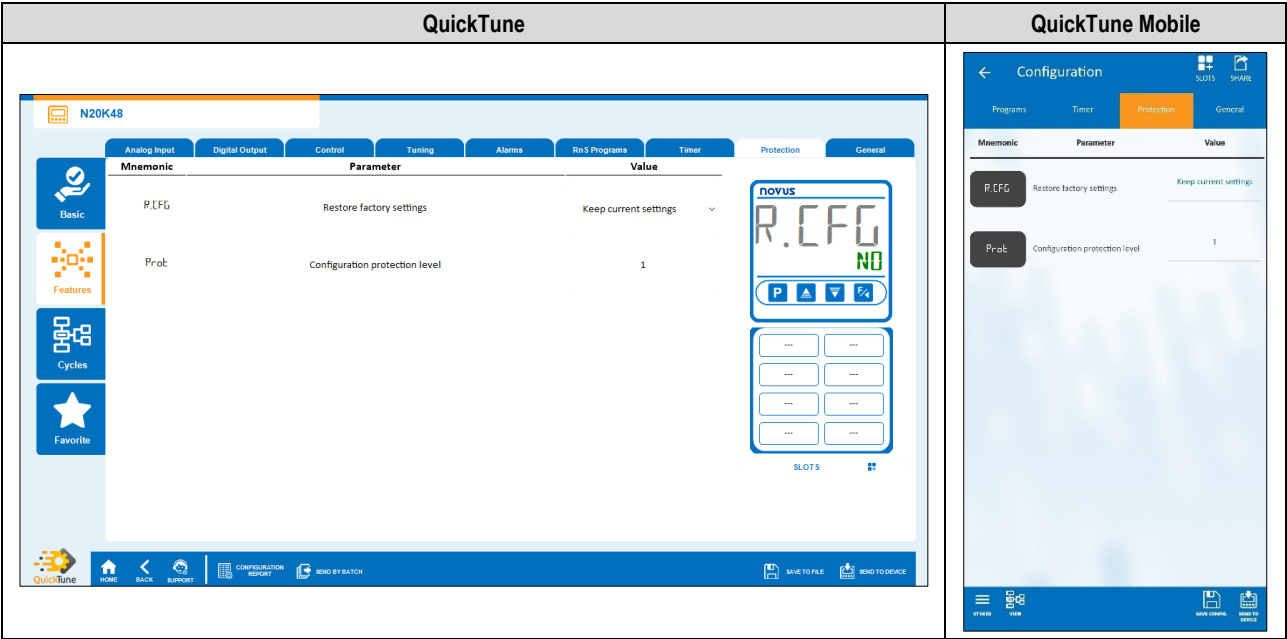 QuickTune
QuickTune Mobile
N20K48
Analog Input Digital Output Control Tuning Alarms RnS Programs Timer Protection General
Mnemonic Parameter Value
R.CFG Restore factory settings Keep current settings
Prot Configuration protection level 1
Basic
Features
Cycles
Favorite
novus
R.CFG
NO
P F
--- ---
--- ---
--- ---
--- ---
SLOTS
QuickTune
HOME BACK SUPPORT CONFIGURATION REPORT SEND BY BATCH SAVE TO FILE SEND TO DEVICE
Configuration SLOTS SHARE
Programs Timer Protection General
Mnemonic Parameter Value
R.CFG Restore factory settings Keep current settings
Prot Configuration protection level 1
OTHERS VIEW SAVE CONFIG. SEND TO DEVICE